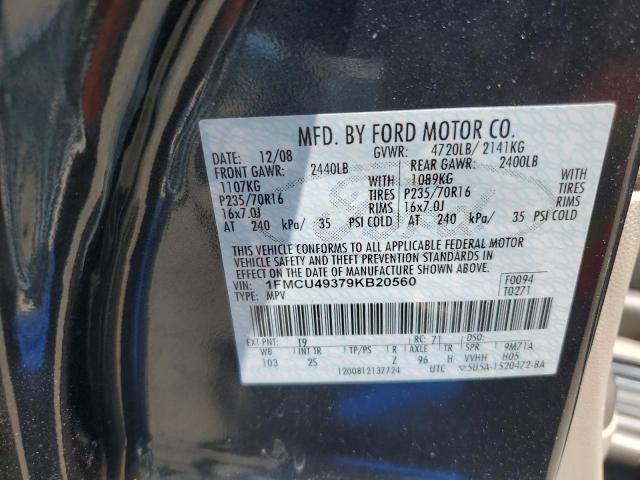 MFD. BY FORD MOTOR CO.
DATE: 12/08 GVWR: 4720LB/ 2141KG
FRONT GAWR: 2440LB REAR GAWR: 2400LB
1107KG WITH 1089KG WITH
P235/70R16 TIRES P235/70R16 TIRES
16x7.0J RIMS 16x7.0J RIMS
AT 240 kPa/ 35 PSI COLD AT 240 kPa/ 35 PSI COLD
THIS VEHICLE CONFORMS TO ALL APPLICABLE FEDERAL MOTOR
VEHICLE SAFETY AND THEFT PREVENTION STANDARDS IN
EFFECT ON THE DATE OF MANUFACTURE SHOWN ABOVE.
VIN: 1FMCU49379KB20560 F0094
TYPE: MPV T0271
EXT PNT: T9 RC: 71 DSO:
WB INT TR TP/PS R AXLE TR SPR 9M71A
103 2S 2 96 H VVHH H05
1200812137724 UTC 5U5A-1520472-BA